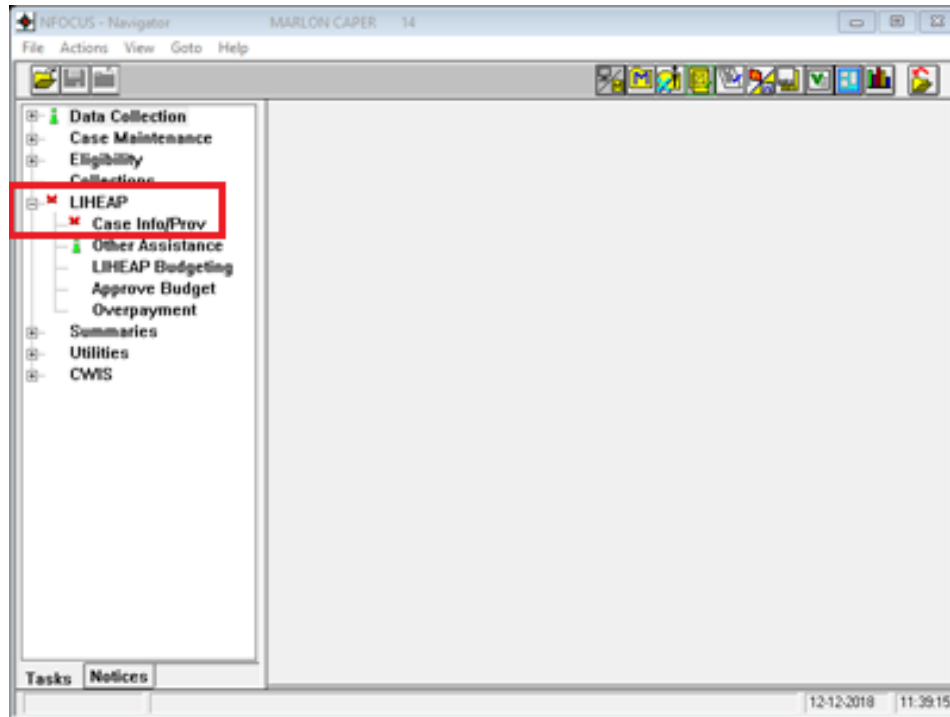 NFOCUS - Navigator MARLON CAPER 14
File Actions View Goto Help
Data Collection
Case Maintenance
Eligibility
Collections
LIHEAP
Case Info/Prov
Other Assistance
LIHEAP Budgeting
Approve Budget
Overpayment
Summaries
Utilities
CWIS
Tasks Notices
12-12-2018 11:39:15